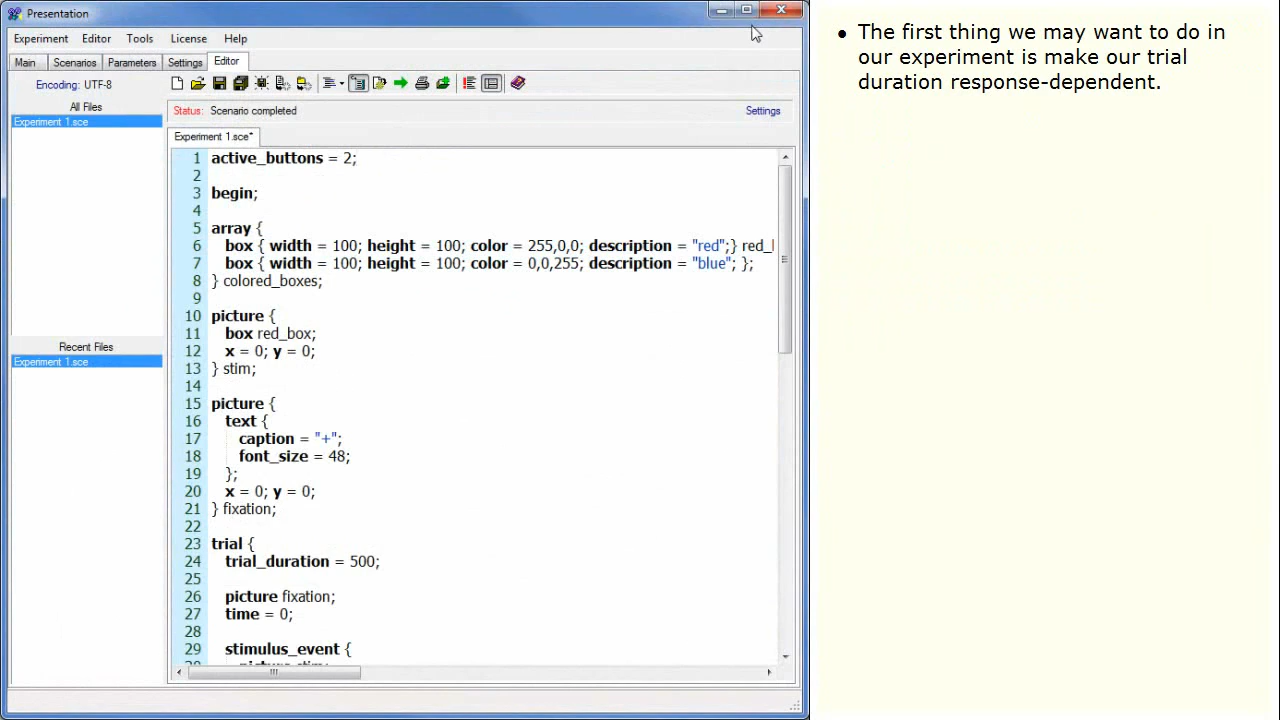 Presentation
Experiment Editor Tools License Help
Main Scenarios Parameters Settings Editor
Encoding: UTF-8
All Files
Experiment 1.sce
Recent Files
Experiment 1.sce
Status: Scenario completed Settings
Experiment 1.sce*
1 active_buttons = 2;
2
3 begin;
4
5 array {
6 box { width = 100; height = 100; color = 255,0,0; description = "red";} red_
7 box { width = 100; height = 100; color = 0,0,255; description = "blue"; };
8 } colored_boxes;
9
10 picture {
11 box red_box;
12 x = 0; y = 0;
13 } stim;
14
15 picture {
16 text {
17 caption = "+";
18 font_size = 48;
19 };
20 x = 0; y = 0;
21 } fixation;
22
23 trial {
24 trial_duration = 500;
25
26 picture fixation;
27 time = 0;
28
29 stimulus_event {
• The first thing we may want to do in
our experiment is make our trial
duration response-dependent.